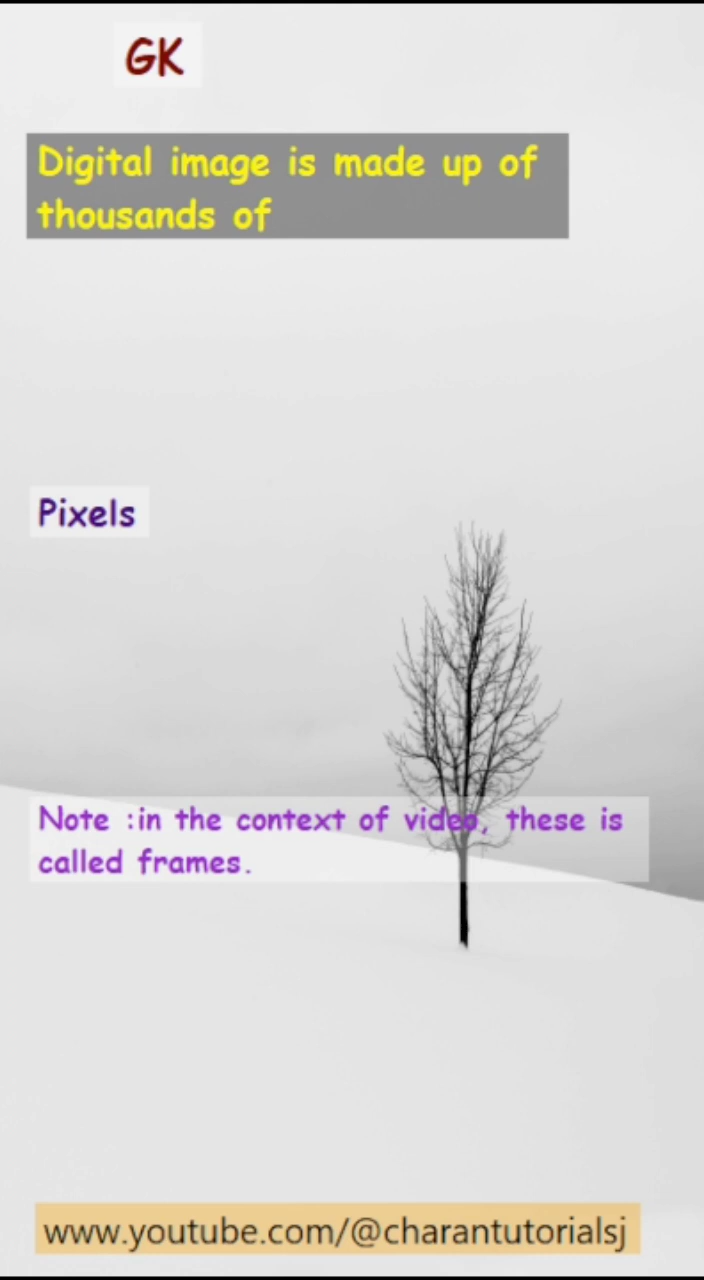 GK
Digital image is made up of
thousands of
Pixels
Note :in the context of video, these is
called frames.
www.youtube.com/@charantutorialsj